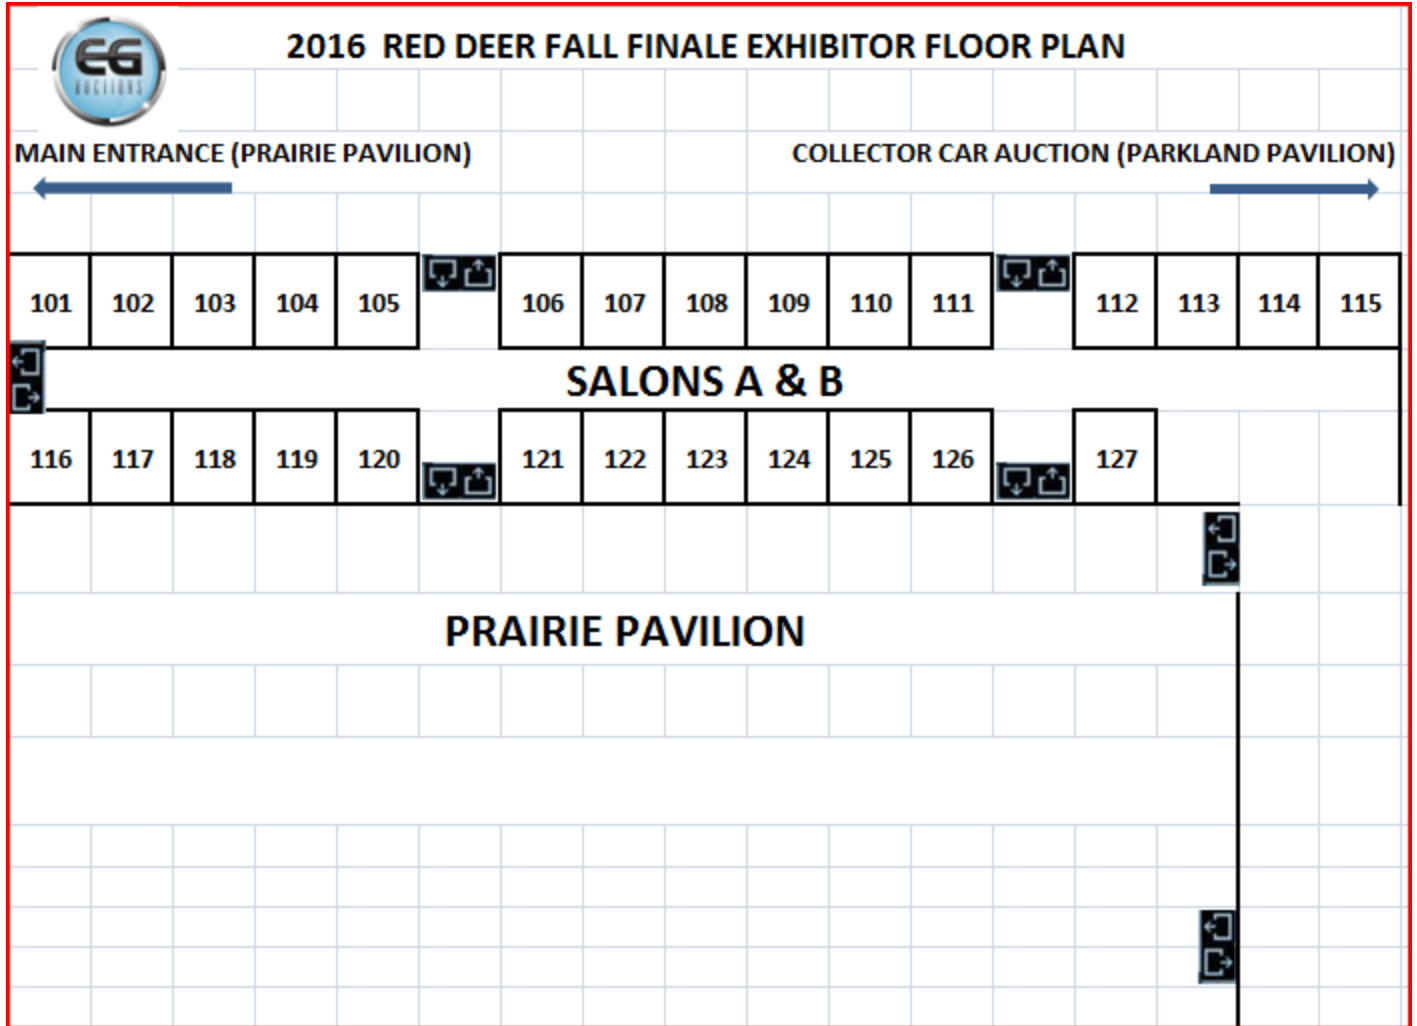 EG
AUCTIONS
2016 RED DEER FALL FINALE EXHIBITOR FLOOR PLAN
MAIN ENTRANCE (PRAIRIE PAVILION)
COLLECTOR CAR AUCTION (PARKLAND PAVILION)
101 102 103 104 105 106 107 108 109 110 111 112 113 114 115
SALONS A & B
116 117 118 119 120 121 122 123 124 125 126 127
PRAIRIE PAVILION